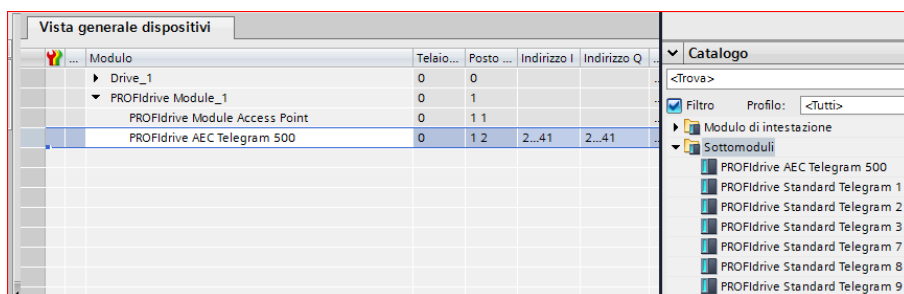 Vista generale dispositivi
... Modulo Telaio... Posto ... Indirizzo I Indirizzo Q ...
Drive_1 0 0
PROFIdrive Module_1 0 1
PROFIdrive Module Access Point 0 1 1
PROFIdrive AEC Telegram 500 0 1 2 2...41 2...41
Catalogo
<Trova>
Filtro Profilo: <Tutti>
Modulo di intestazione
Sottomoduli
PROFIdrive AEC Telegram 500
PROFIdrive Standard Telegram 1
PROFIdrive Standard Telegram 2
PROFIdrive Standard Telegram 3
PROFIdrive Standard Telegram 7
PROFIdrive Standard Telegram 8
PROFIdrive Standard Telegram 9